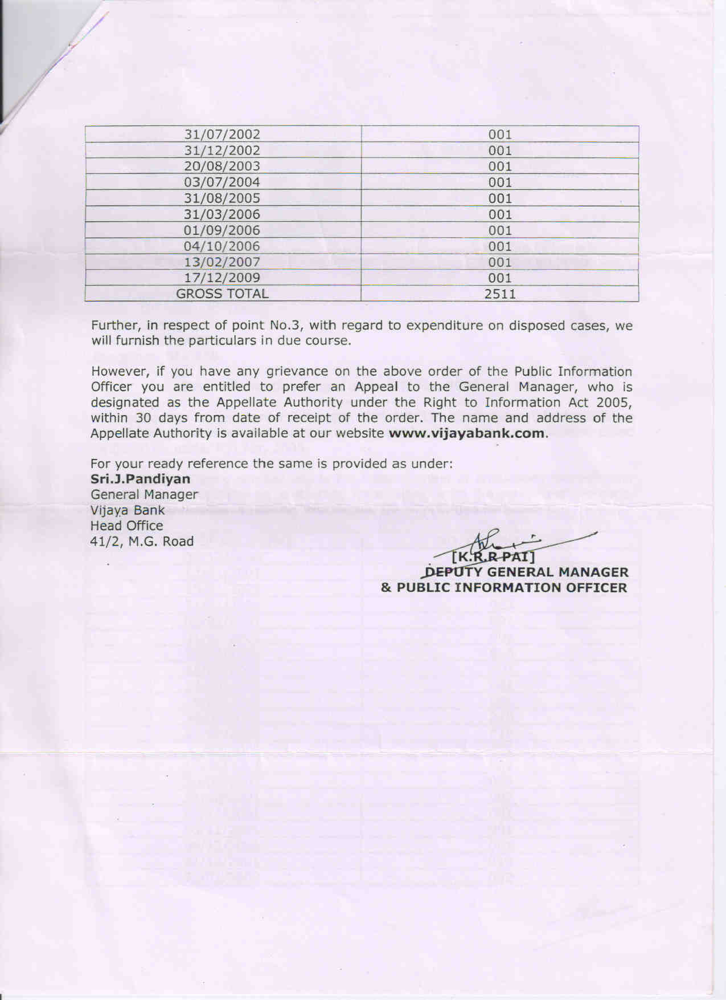 31/07/2002 001
31/12/2002 001
20/08/2003 001
03/07/2004 001
31/08/2005 001
31/03/2006 001
01/09/2006 001
04/10/2006 001
13/02/2007 001
17/12/2009 001
GROSS TOTAL 2511
Further, in respect of point No.3, with regard to expenditure on disposed cases, we
will furnish the particulars in due course.
However, if you have any grievance on the above order of the Public Information
Officer you are entitled to prefer an Appeal to the General Manager, who is
designated as the Appellate Authority under the Right to Information Act 2005,
within 30 days from date of receipt of the order. The name and address of the
Appellate Authority is available at our website www.vijayabank.com.
For your ready reference the same is provided as under:
Sri.J.Pandiyan
General Manager
Vijaya Bank
Head Office
41/2, M.G. Road
[K.R.R PAI]
DEPUTY GENERAL MANAGER
& PUBLIC INFORMATION OFFICER